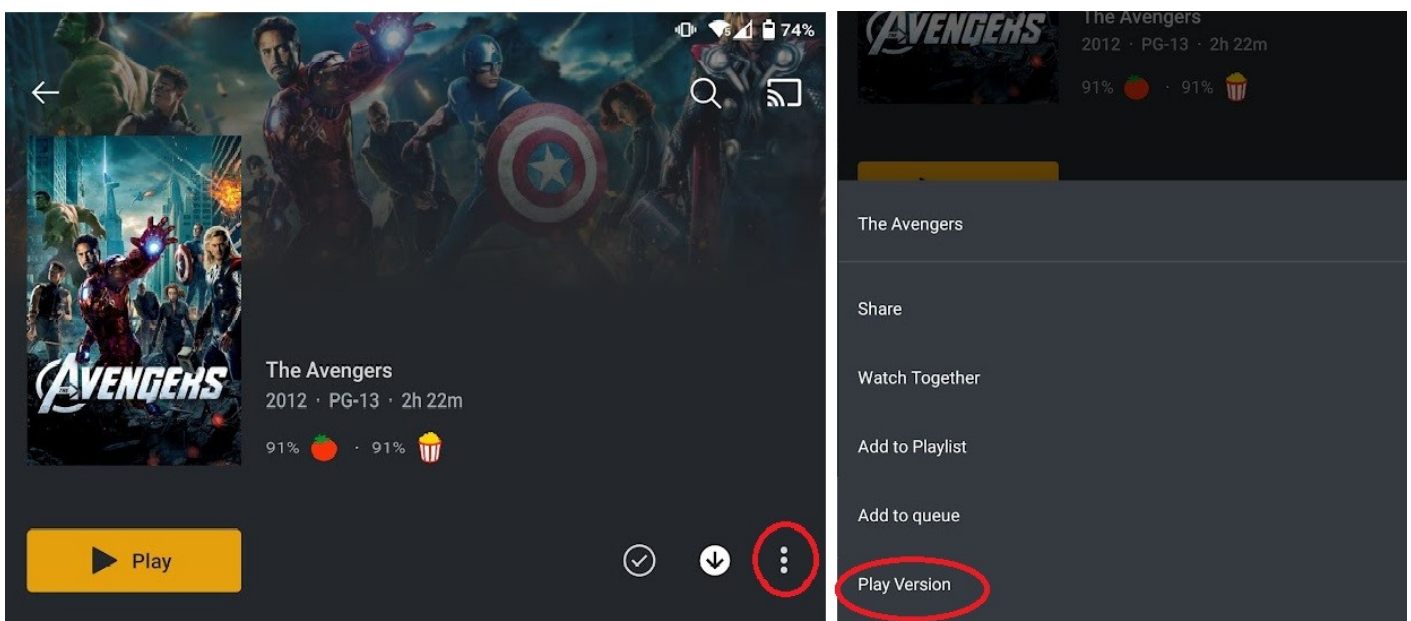 74%
AVENGERS
The Avengers
2012 · PG-13 · 2h 22m
91% · 91%
Play
AVENGERS
The Avengers
2012 · PG-13 · 2h 22m
91% · 91%
The Avengers
Share
Watch Together
Add to Playlist
Add to queue
Play Version